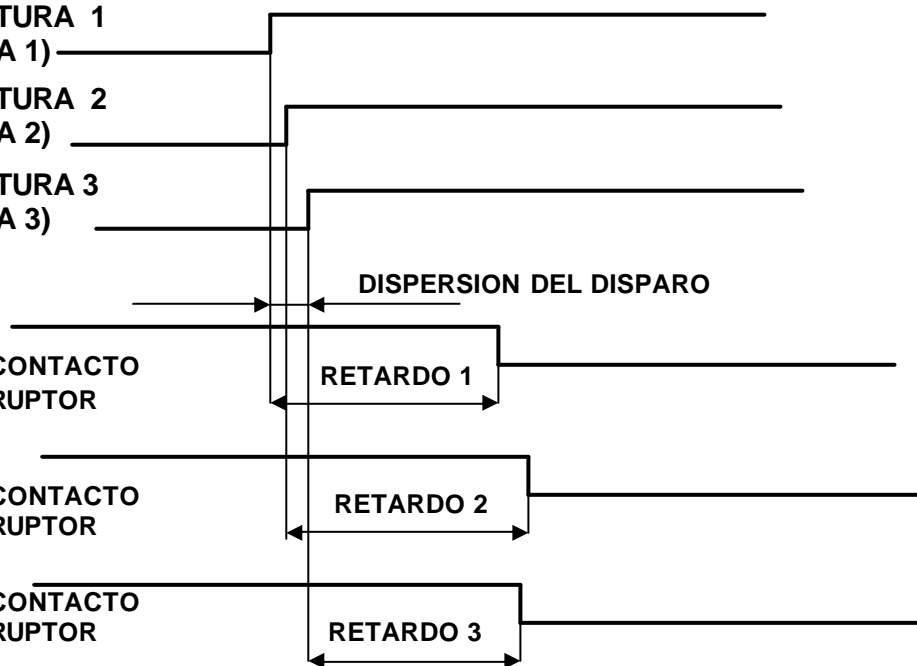 TURA 1
A 1)
TURA 2
A 2)
TURA 3
A 3)
DISPERSION DEL DISPARO
CONTACTO
RUPTOR
RETARDO 1
CONTACTO
RUPTOR
RETARDO 2
CONTACTO
RUPTOR
RETARDO 3